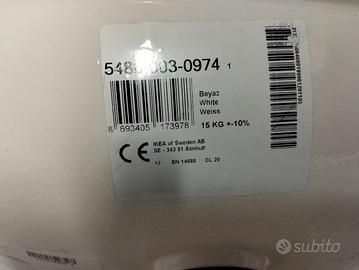 5480-003-0974 1
Beyaz
White
Weiss
8 693405 173978
15 KG +-10%
IKEA of Sweden AB
SE - 343 81 Älmhult
CE
EN 14688
CL 20
subito